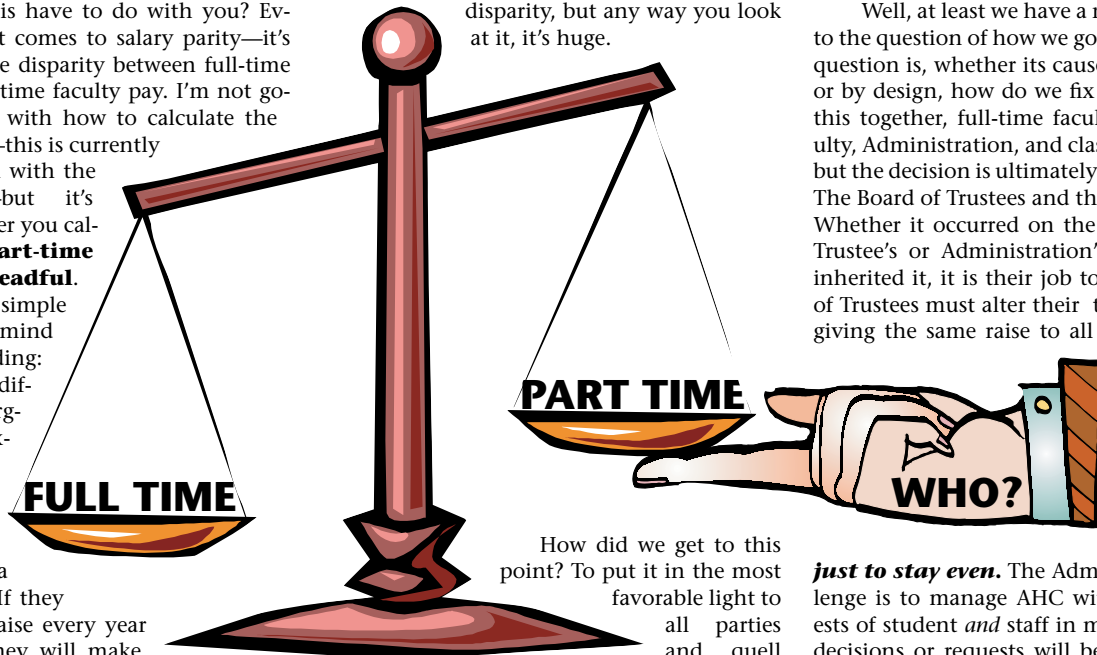 is have to do with you? Ev-
t comes to salary parity—it's
e disparity between full-time
time faculty pay. I'm not go-
with how to calculate the
—this is currently
with the
but it's
er you cal-
art-time
eadful.
simple
mind
ding:
dif-
rg-
k-
FULL TIME
a
If they
aise every year
hey will make
disparity, but any way you look
at it, it's huge.
PART TIME
How did we get to this
point? To put it in the most
favorable light to
all parties
and quell
Well, at least we have a r
to the question of how we go
question is, whether its cause
or by design, how do we fix
this together, full-time facul
ulty, Administration, and clas
but the decision is ultimately
The Board of Trustees and th
Whether it occurred on the
Trustee's or Administration'
inherited it, it is their job to
of Trustees must alter their t
giving the same raise to all
WHO?
just to stay even. The Adm
lenge is to manage AHC wi
ests of student and staff in m
decisions or requests will be